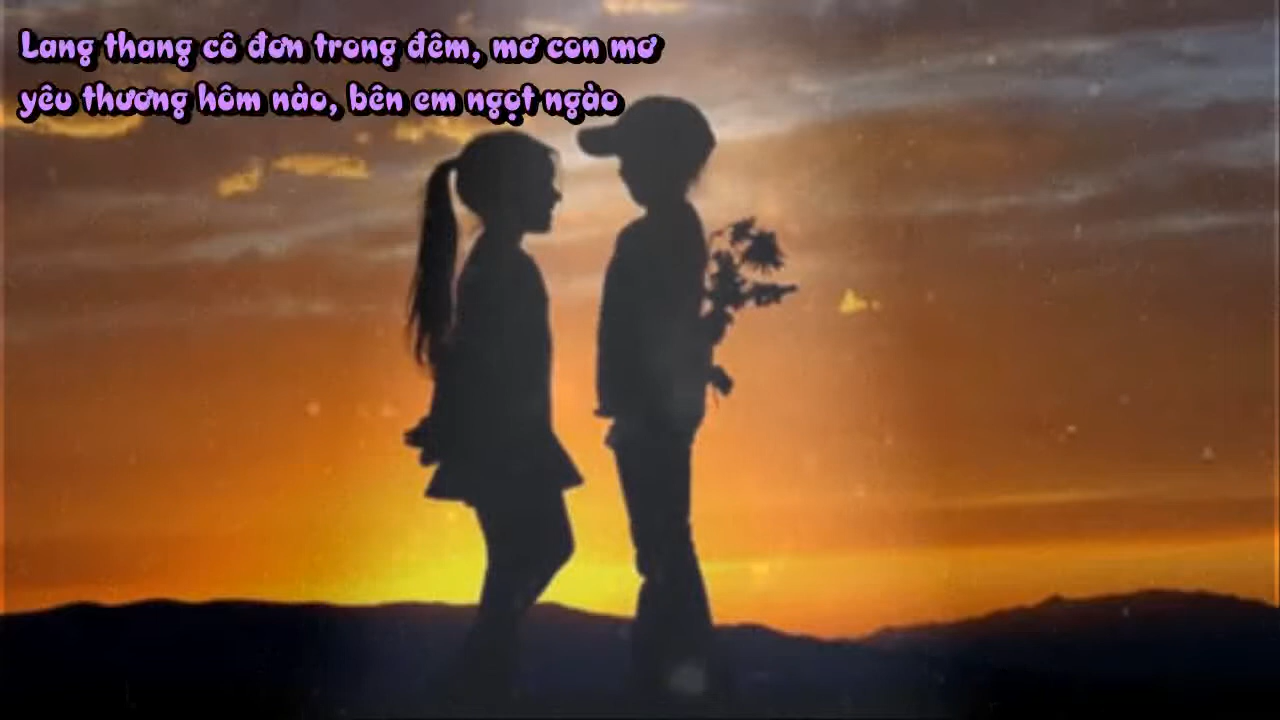 Lang thang cô đơn trong đêm, mơ con mơ
yêu thương hôm nào, bên em ngọt ngào